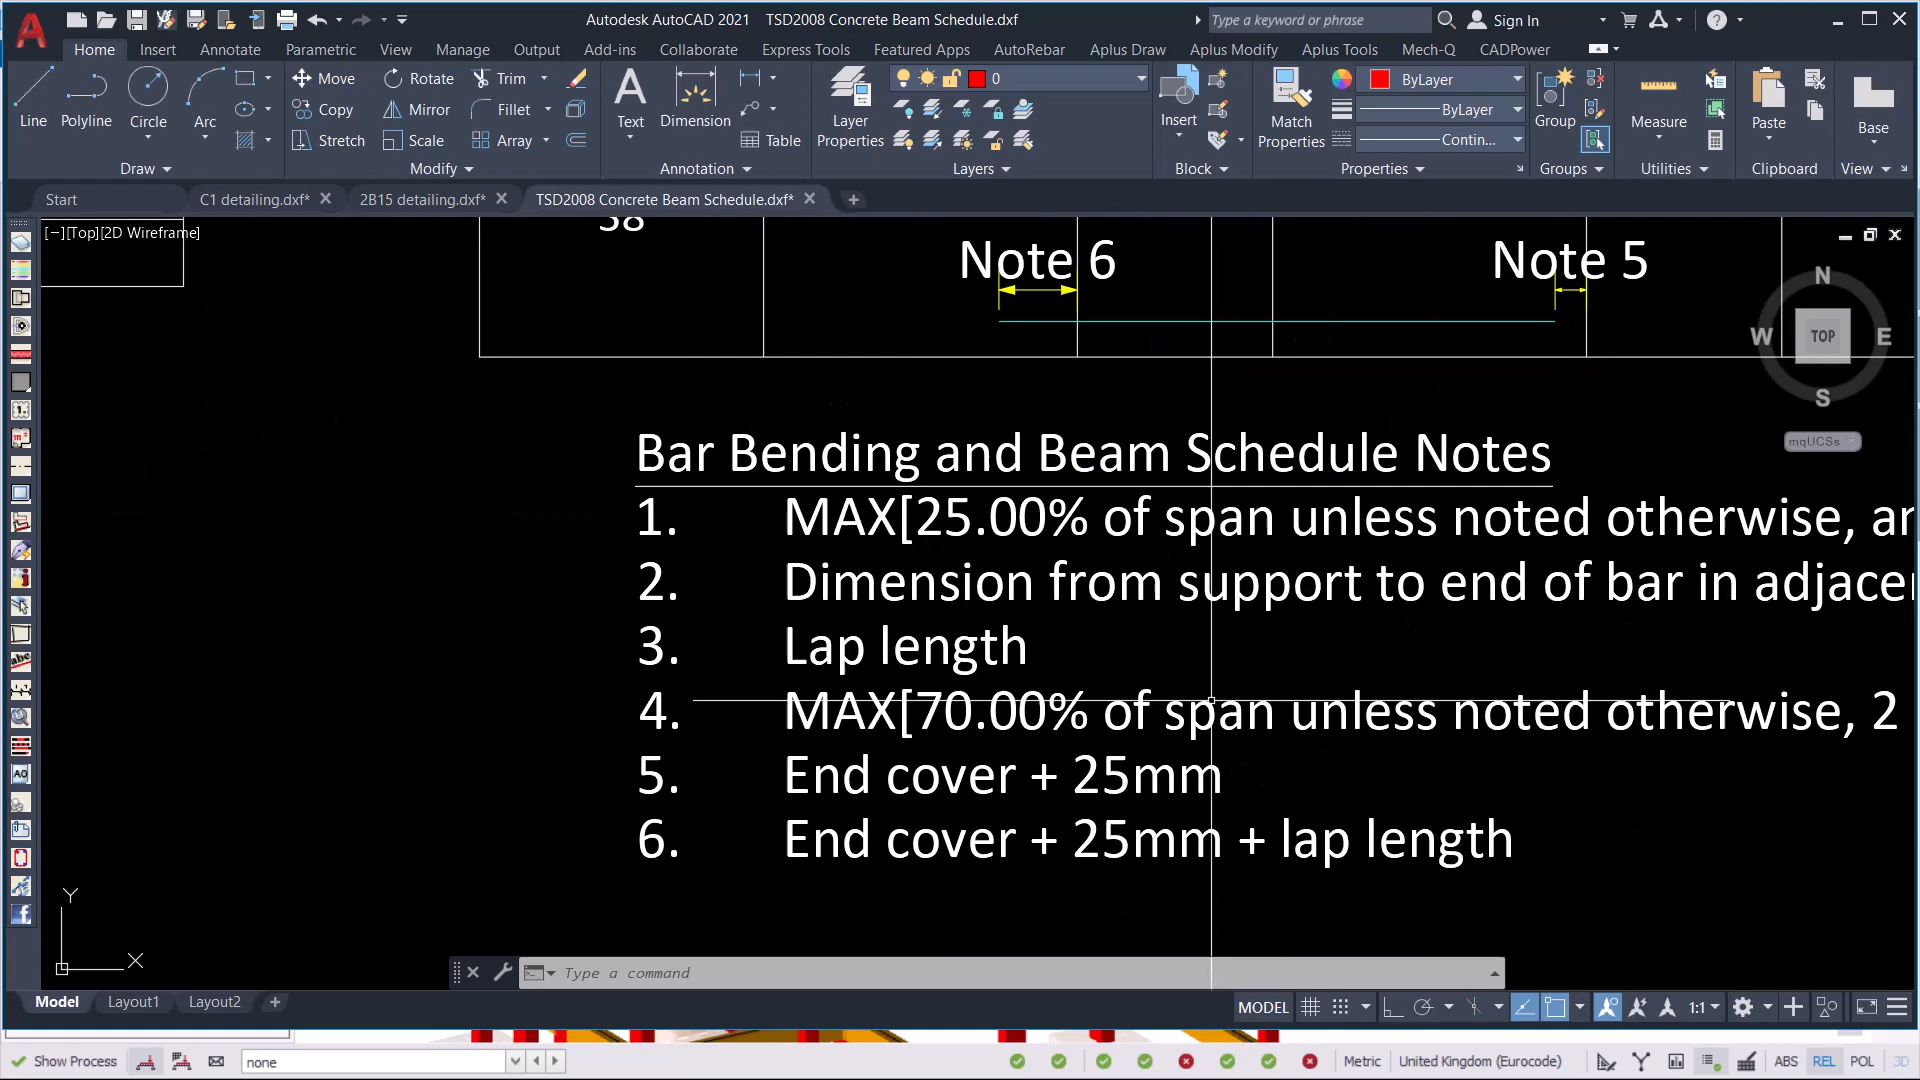 Autodesk AutoCAD 2021 TSD2008 Concrete Beam Schedule.dxf
Type a keyword or phrase
Sign In
Home Insert Annotate Parametric View Manage Output Add-ins Collaborate Express Tools Featured Apps AutoRebar Aplus Draw Aplus Modify Aplus Tools Mech-Q CADPower
Line Polyline Circle Arc
Move Rotate Trim
Copy Mirror Fillet
Stretch Scale Array
Text Dimension Table
Layer Properties
0
Insert
Match Properties
ByLayer
ByLayer
Contin...
Group Measure Paste Base
Draw Modify Annotation Layers Block Properties Groups Utilities Clipboard View
Start C1 detailing.dxf* 2B15 detailing.dxf* TSD2008 Concrete Beam Schedule.dxf*
[−][Top][2D Wireframe]
38
Note 6 Note 5
N
W TOP E
S
mqUCSs
Bar Bending and Beam Schedule Notes
1. MAX[25.00% of span unless noted otherwise, an
2. Dimension from support to end of bar in adjacen
3. Lap length
4. MAX[70.00% of span unless noted otherwise, 2
5. End cover + 25mm
6. End cover + 25mm + lap length
Y
X
Type a command
Model Layout1 Layout2
MODEL 1:1
Show Process none Metric United Kingdom (Eurocode) ABS REL POL 3D